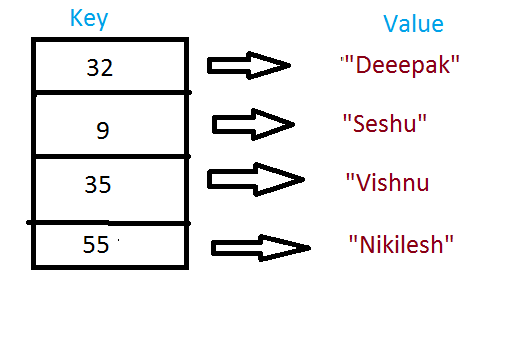 Key Value
32 "Deeepak"
9 "Seshu"
35 "Vishnu
55 "Nikilesh"